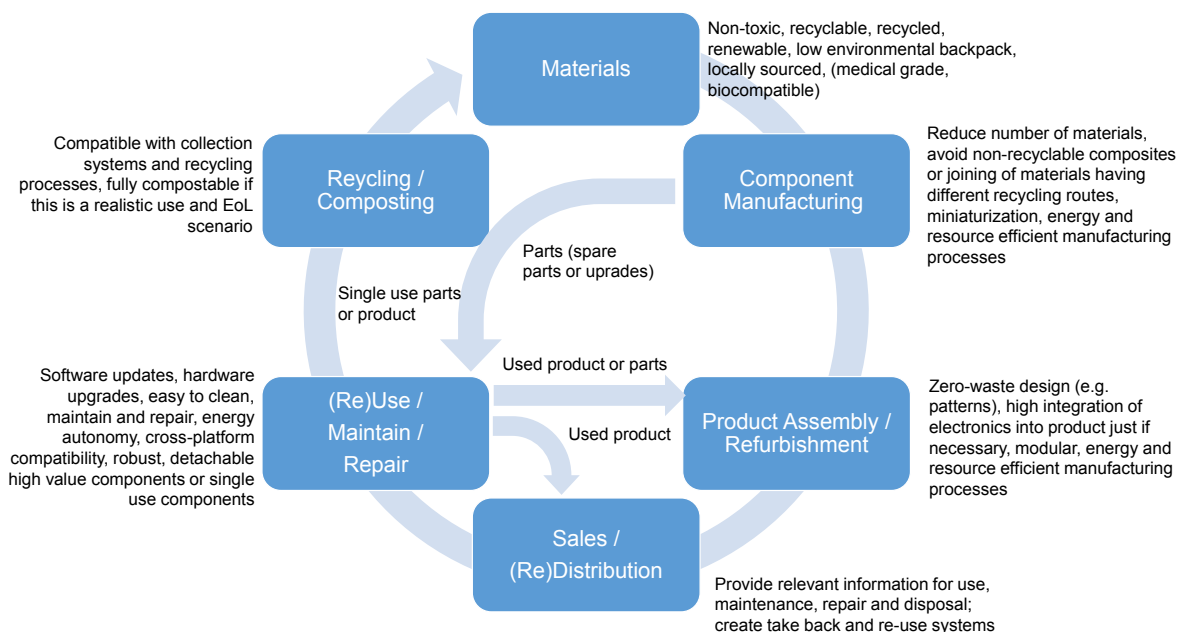 Materials
Non-toxic, recyclable, recycled,
renewable, low environmental backpack,
locally sourced, (medical grade,
biocompatible)
Compatible with collection
systems and recycling
processes, fully compostable if
this is a realistic use and EoL
scenario
Reycling /
Composting
Component
Manufacturing
Reduce number of materials,
avoid non-recyclable composites
or joining of materials having
different recycling routes,
miniaturization, energy and
resource efficient manufacturing
processes
Parts (spare
parts or uprades)
Single use parts
or product
Software updates, hardware
upgrades, easy to clean,
maintain and repair, energy
autonomy, cross-platform
compatibility, robust, detachable
high value components or single
use components
(Re)Use /
Maintain /
Repair
Used product or parts
Used product
Product Assembly /
Refurbishment
Zero-waste design (e.g.
patterns), high integration of
electronics into product just if
necessary, modular, energy and
resource efficient manufacturing
processes
Sales /
(Re)Distribution
Provide relevant information for use,
maintenance, repair and disposal;
create take back and re-use systems